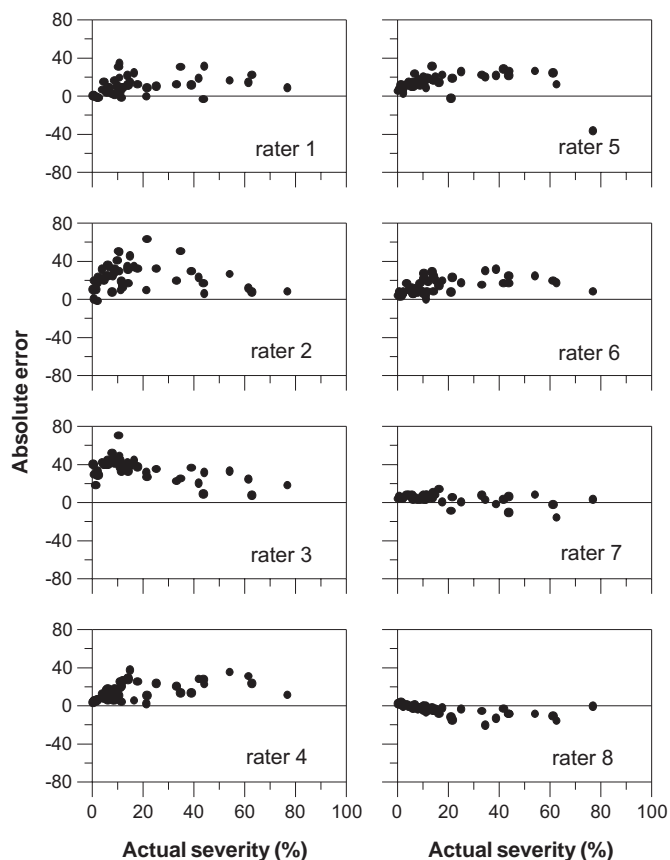 80
40
0
-40
-80
rater 1
rater 5
80
40
0
-40
-80
rater 2
rater 6
80
40
0
-40
-80
rater 3
rater 7
80
40
0
-40
-80
rater 4
rater 8
0 20 40 60 80 100
0 20 40 60 80 100
Absolute error
Actual severity (%)
Actual severity (%)